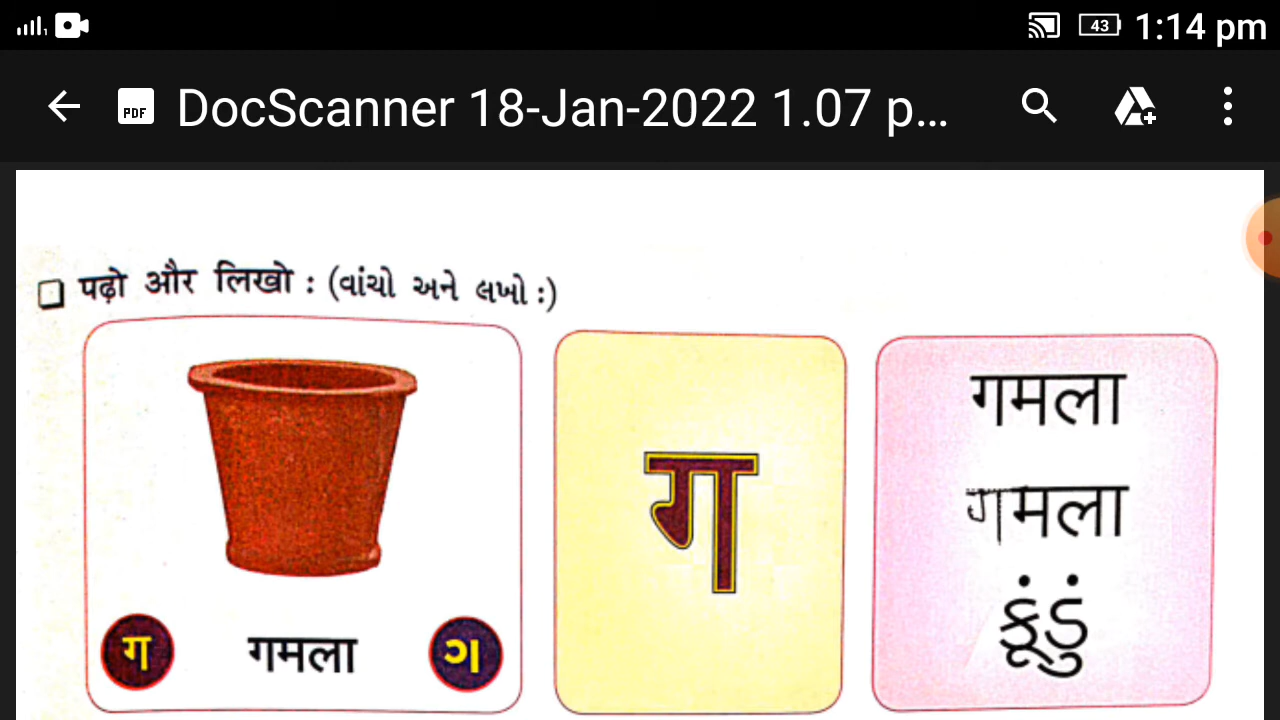 43 1:14 pm
PDF DocScanner 18-Jan-2022 1.07 p...
पढ़ो और लिखो : (વાંચો અને લખો :)
ग गमला ગ
ग
गमला
गमला
કૂંડું